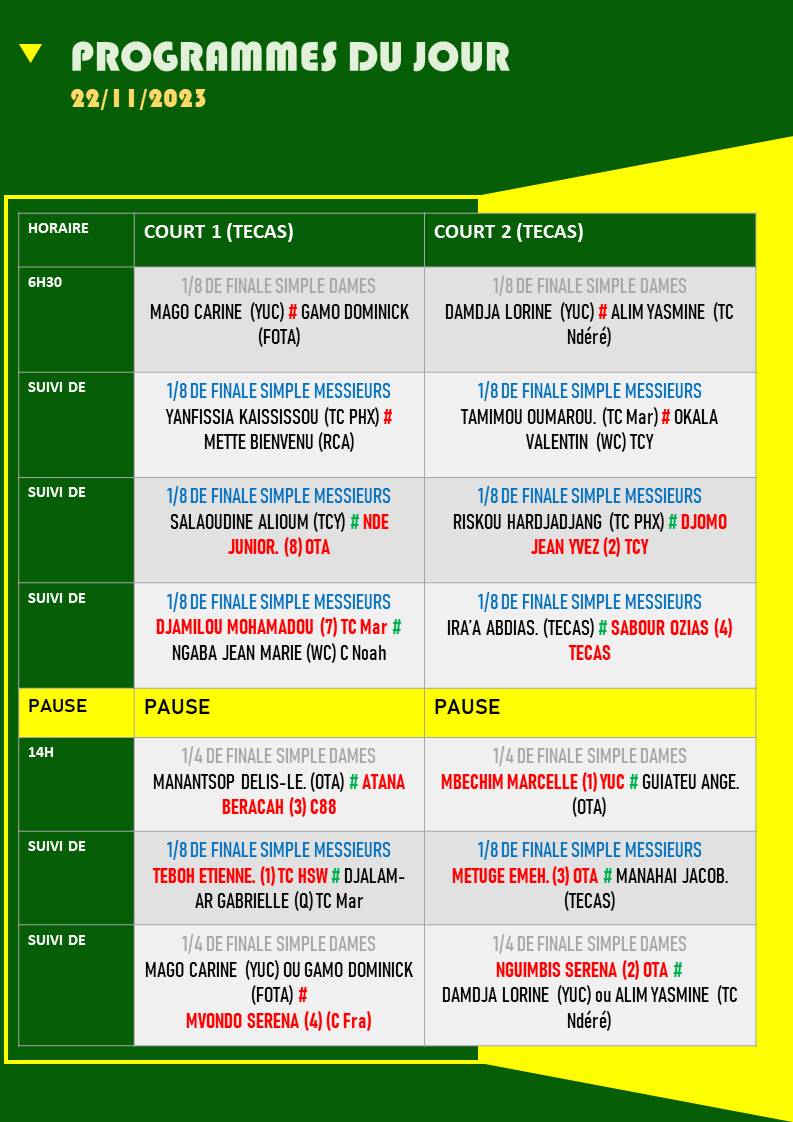 PROGRAMMES DU JOUR
22/11/2023
HORAIRE
COURT 1 (TECAS)
COURT 2 (TECAS)
6H30
1/8 DE FINALE SIMPLE DAMES
MAGO CARINE (YUC) # GAMO DOMINICK
(FOTA)
1/8 DE FINALE SIMPLE DAMES
DAMDJA LORINE (YUC) # ALIM YASMINE (TC
Ndéré)
SUIVI DE
1/8 DE FINALE SIMPLE MESSIEURS
YANFISSIA KAISSISSOU (TC PHX) #
METTE BIENVENU (RCA)
1/8 DE FINALE SIMPLE MESSIEURS
TAMIMOU OUMAROU. (TC Mar) # OKALA
VALENTIN (WC) TCY
SUIVI DE
1/8 DE FINALE SIMPLE MESSIEURS
SALAOUDINE ALIOUM (TCY) # NDE
JUNIOR. (8) OTA
1/8 DE FINALE SIMPLE MESSIEURS
RISKOU HARDJADJANG (TC PHX) # DJOMO
JEAN YVEZ (2) TCY
SUIVI DE
1/8 DE FINALE SIMPLE MESSIEURS
DJAMILOU MOHAMADOU (7) TC Mar #
NGABA JEAN MARIE (WC) C Noah
1/8 DE FINALE SIMPLE MESSIEURS
IRA'A ABDIAS. (TECAS) # SABOUR OZIAS (4)
TECAS
PAUSE
PAUSE
PAUSE
14H
1/4 DE FINALE SIMPLE DAMES
MANANTSOP DELIS-LE. (OTA) # ATANA
BERACAH (3) C88
1/4 DE FINALE SIMPLE DAMES
MBECHIM MARCELLE (1) YUC # GUIATEU ANGE.
(OTA)
SUIVI DE
1/8 DE FINALE SIMPLE MESSIEURS
TEBOH ETIENNE. (1) TC HSW # DJALAM-
AR GABRIELLE (Q) TC Mar
1/8 DE FINALE SIMPLE MESSIEURS
METUGE EMEH. (3) OTA # MANAHAI JACOB.
(TECAS)
SUIVI DE
1/4 DE FINALE SIMPLE DAMES
MAGO CARINE (YUC) OU GAMO DOMINICK
(FOTA) #
MVONDO SERENA (4) (C Fra)
1/4 DE FINALE SIMPLE DAMES
NGUIMBIS SERENA (2) OTA #
DAMDJA LORINE (YUC) ou ALIM YASMINE (TC
Ndéré)